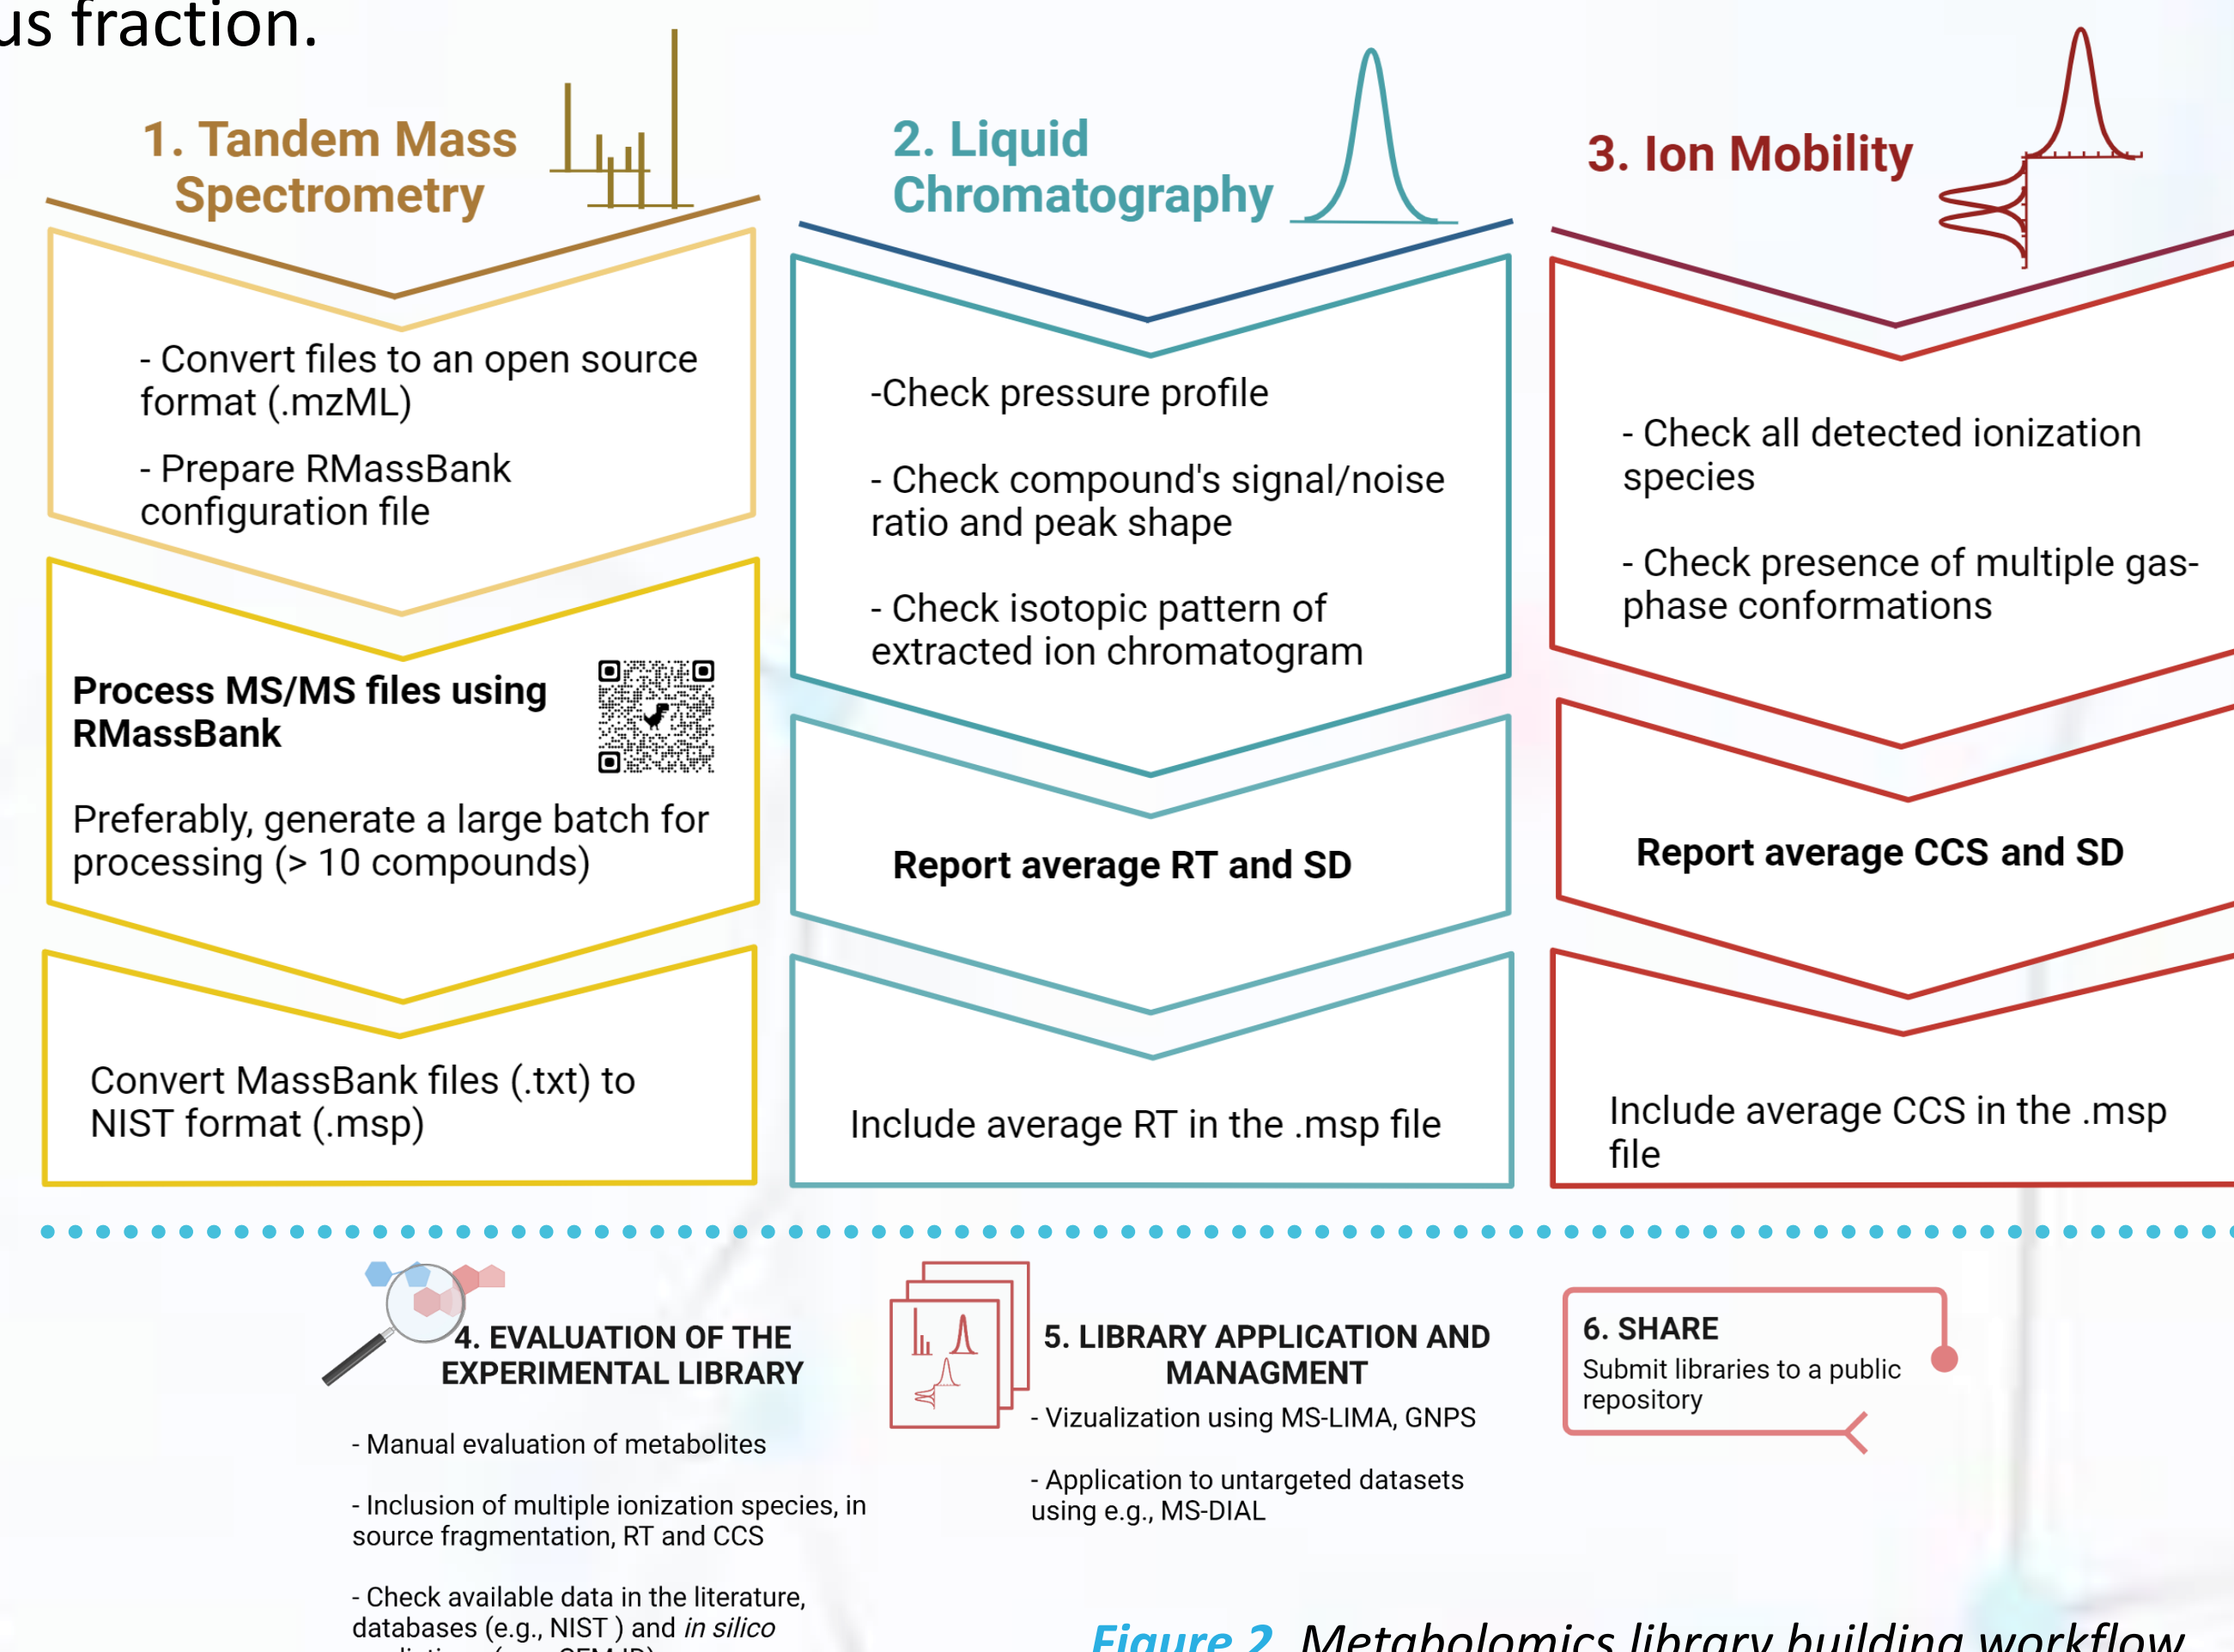 us fraction.
1. Tandem Mass
Spectrometry
- Convert files to an open source
format (.mzML)
- Prepare RMassBank
configuration file
Process MS/MS files using
RMassBank
Preferably, generate a large batch for
processing (> 10 compounds)
Convert MassBank files (.txt) to
NIST format (.msp)
2. Liquid
Chromatography
-Check pressure profile
- Check compound's signal/noise
ratio and peak shape
- Check isotopic pattern of
extracted ion chromatogram
Report average RT and SD
Include average RT in the .msp file
3. Ion Mobility
- Check all detected ionization
species
- Check presence of multiple gas-
phase conformations
Report average CCS and SD
Include average CCS in the .msp
file
4. EVALUATION OF THE
EXPERIMENTAL LIBRARY
- Manual evaluation of metabolites
- Inclusion of multiple ionization species, in
source fragmentation, RT and CCS
- Check available data in the literature,
databases (e.g., NIST ) and in silico
5. LIBRARY APPLICATION AND
MANAGMENT
- Vizualization using MS-LIMA, GNPS
- Application to untargeted datasets
using e.g., MS-DIAL
6. SHARE
Submit libraries to a public
repository
Figure 2. Metabolomics library building workflow